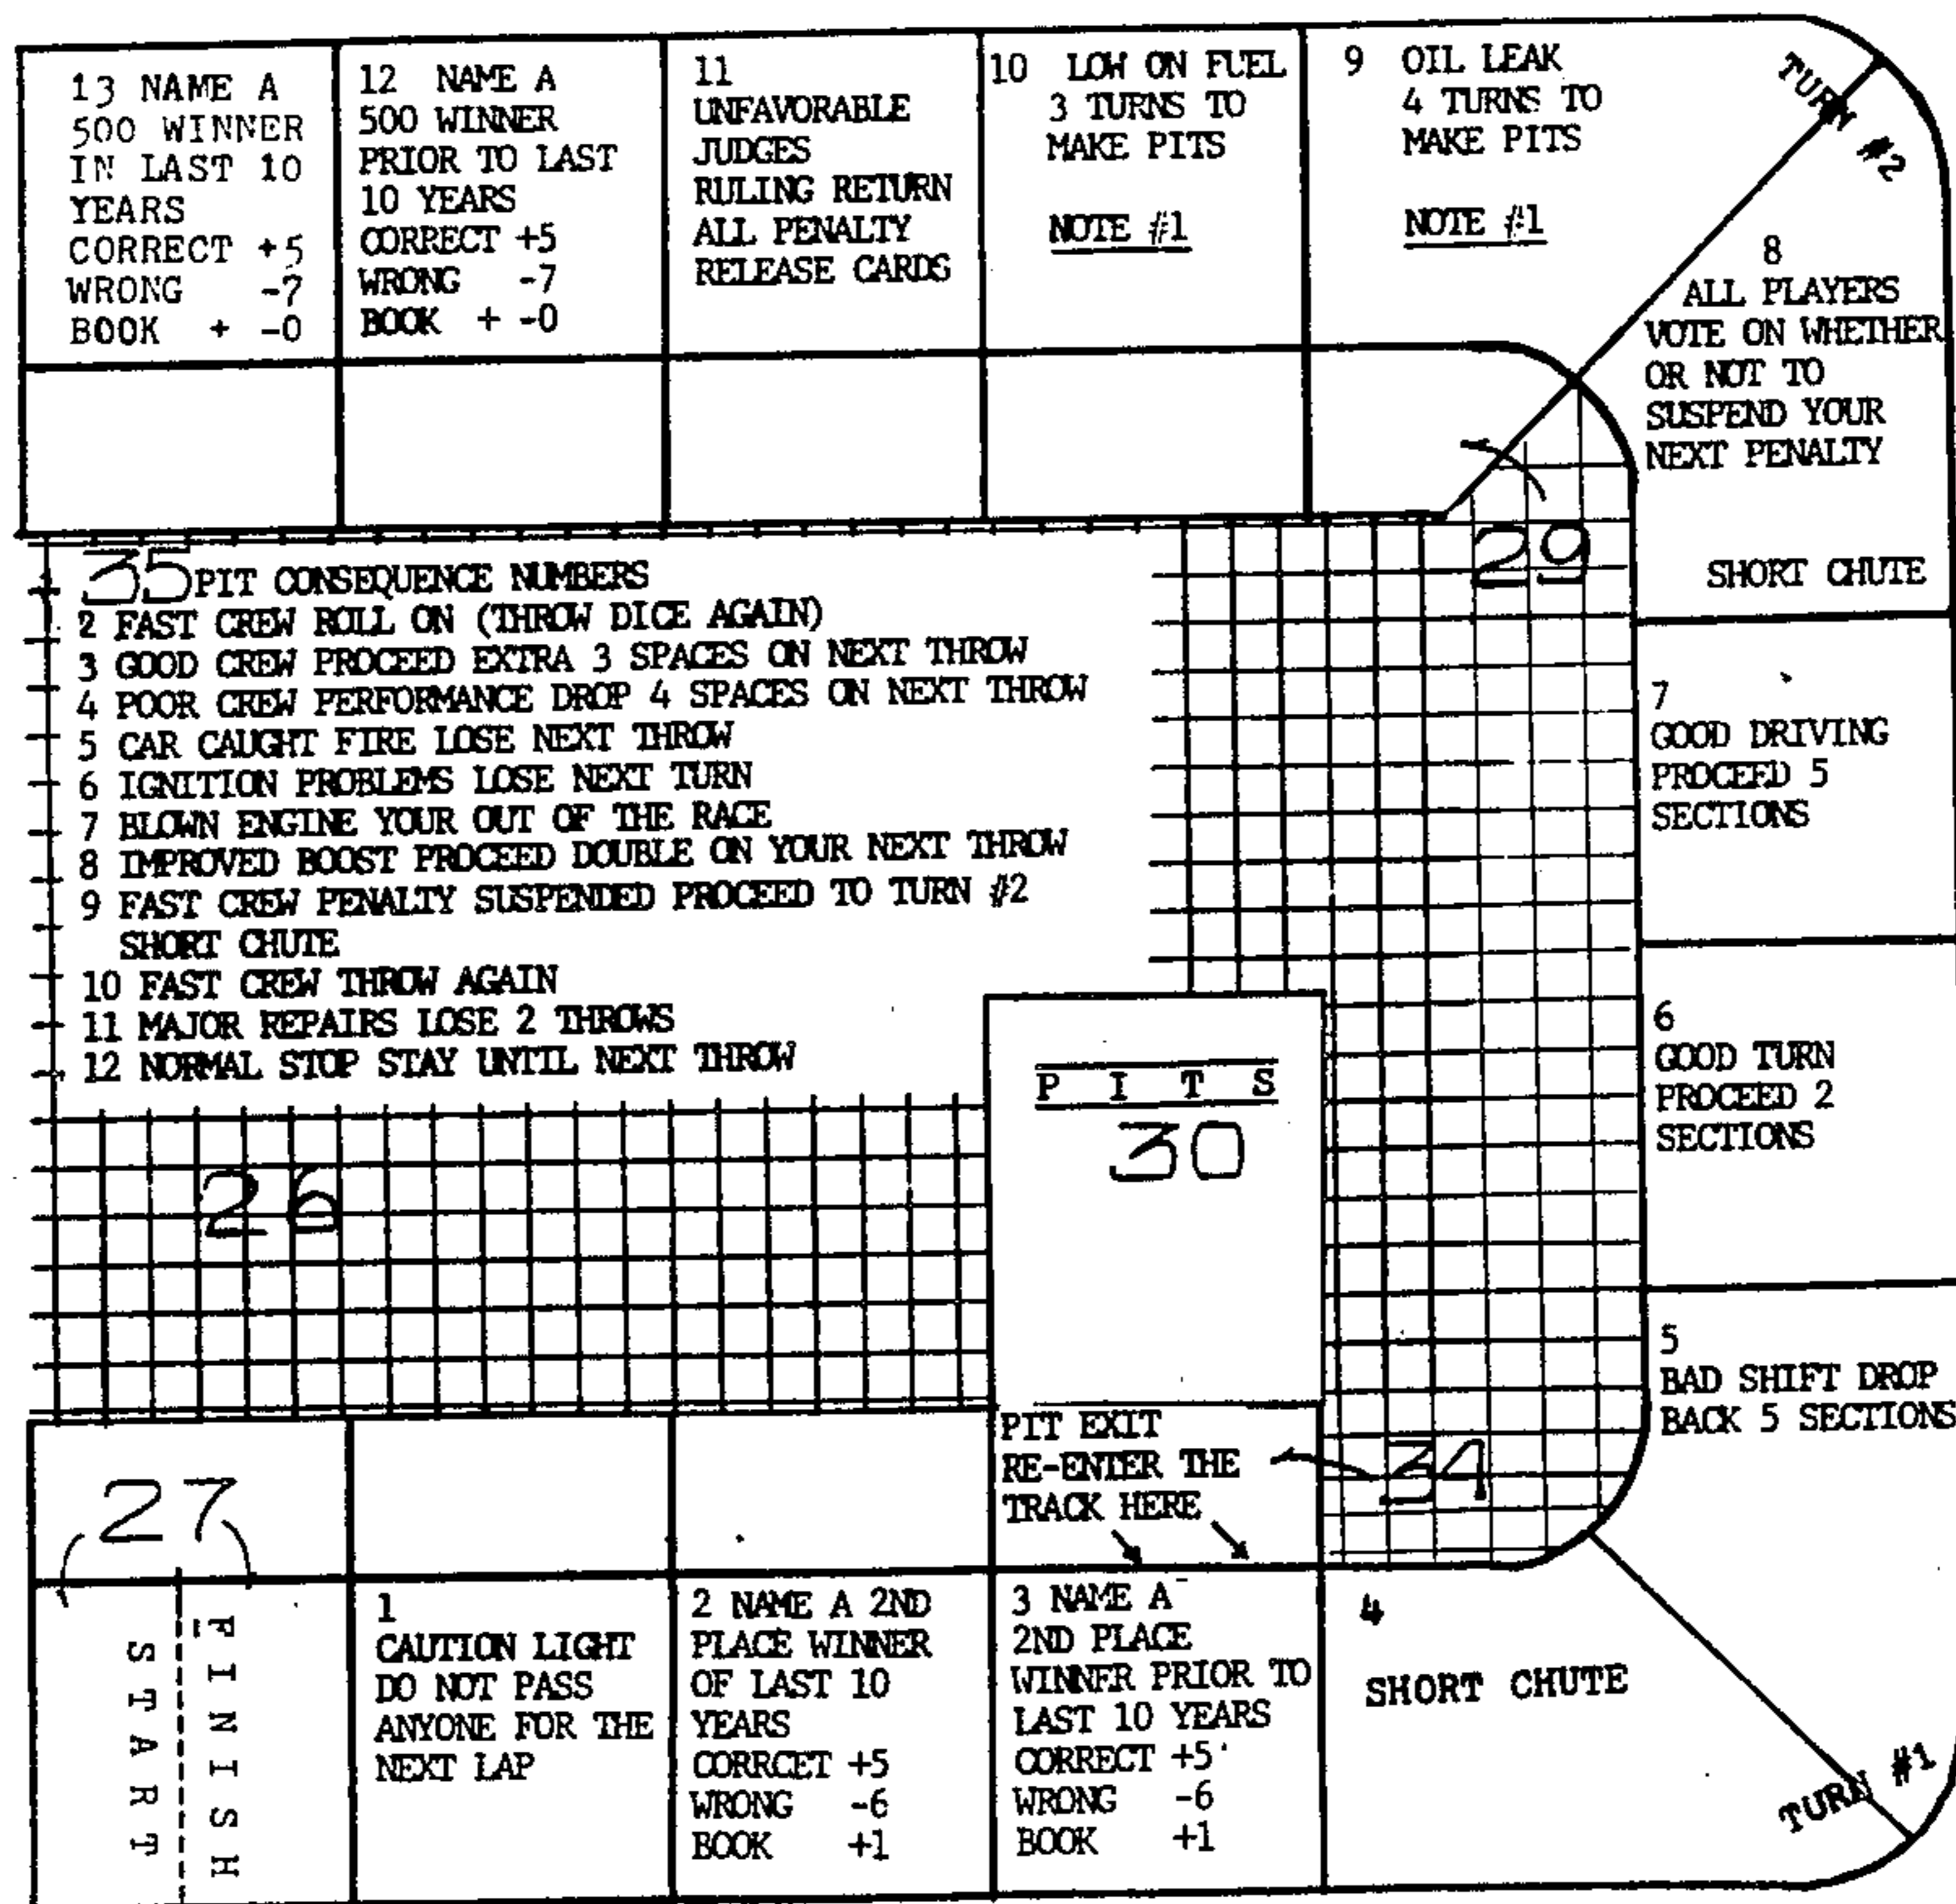 13 NAME A
500 WINNER
IN LAST 10
YEARS
CORRECT +5
WRONG -7
BOOK + -0
12 NAME A
500 WINNER
PRIOR TO LAST
10 YEARS
CORRECT +5
WRONG -7
BOOK + -0
11
UNFAVORABLE
JUDGES
RULING RETURN
ALL PENALTY
RELEASE CARDS
10 LOW ON FUEL
3 TURNS TO
MAKE PITS
NOTE #1
9 OIL LEAK
4 TURNS TO
MAKE PITS
NOTE #1
TURN #2
8
ALL PLAYERS
VOTE ON WHETHER
OR NOT TO
SUSPEND YOUR
NEXT PENALTY
SHORT CHUTE
29
35 PIT CONSEQUENCE NUMBERS
2 FAST CREW ROLL ON (THROW DICE AGAIN)
3 GOOD CREW PROCEED EXTRA 3 SPACES ON NEXT THROW
4 POOR CREW PERFORMANCE DROP 4 SPACES ON NEXT THROW
5 CAR CAUGHT FIRE LOSE NEXT THROW
6 IGNITION PROBLEMS LOSE NEXT TURN
7 BLOWN ENGINE YOUR OUT OF THE RACE
8 IMPROVED BOOST PROCEED DOUBLE ON YOUR NEXT THROW
9 FAST CREW PENALTY SUSPENDED PROCEED TO TURN #2
SHORT CHUTE
10 FAST CREW THROW AGAIN
11 MAJOR REPAIRS LOSE 2 THROWS
12 NORMAL STOP STAY UNTIL NEXT THROW
7
GOOD DRIVING
PROCEED 5
SECTIONS
6
GOOD TURN
PROCEED 2
SECTIONS
PITS
30
26
5
BAD SHIFT DROP
BACK 5 SECTIONS
PIT EXIT
RE-ENTER THE
TRACK HERE
34
27
FINISH
START
1
CAUTION LIGHT
DO NOT PASS
ANYONE FOR THE
NEXT LAP
2 NAME A 2ND
PLACE WINNER
OF LAST 10
YEARS
CORRCET +5
WRONG -6
BOOK +1
3 NAME A
2ND PLACE
WINNER PRIOR TO
LAST 10 YEARS
CORRECT +5
WRONG -6
BOOK +1
4
SHORT CHUTE
TURN #1